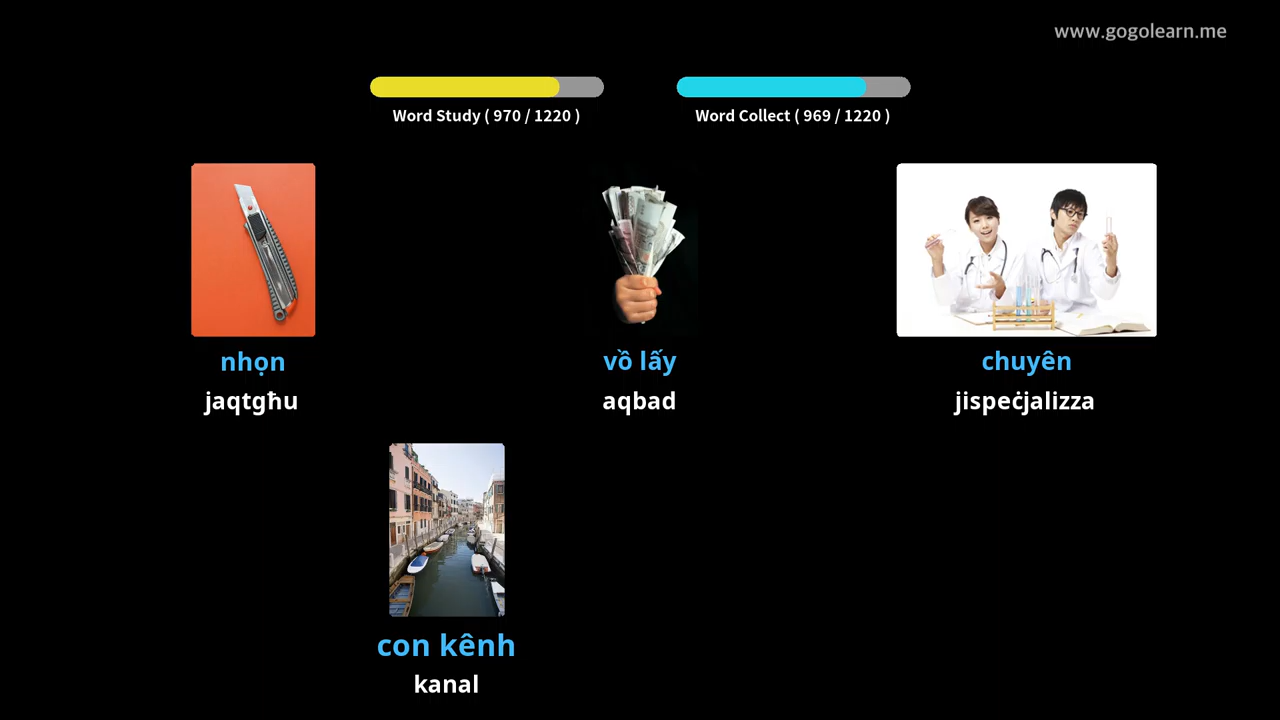 www.gogolearn.me
Word Study ( 970 / 1220 )
Word Collect ( 969 / 1220 )
nhọn
jaqtgħu
vồ lấy
aqbad
chuyên
jispeċjalizza
con kênh
kanal